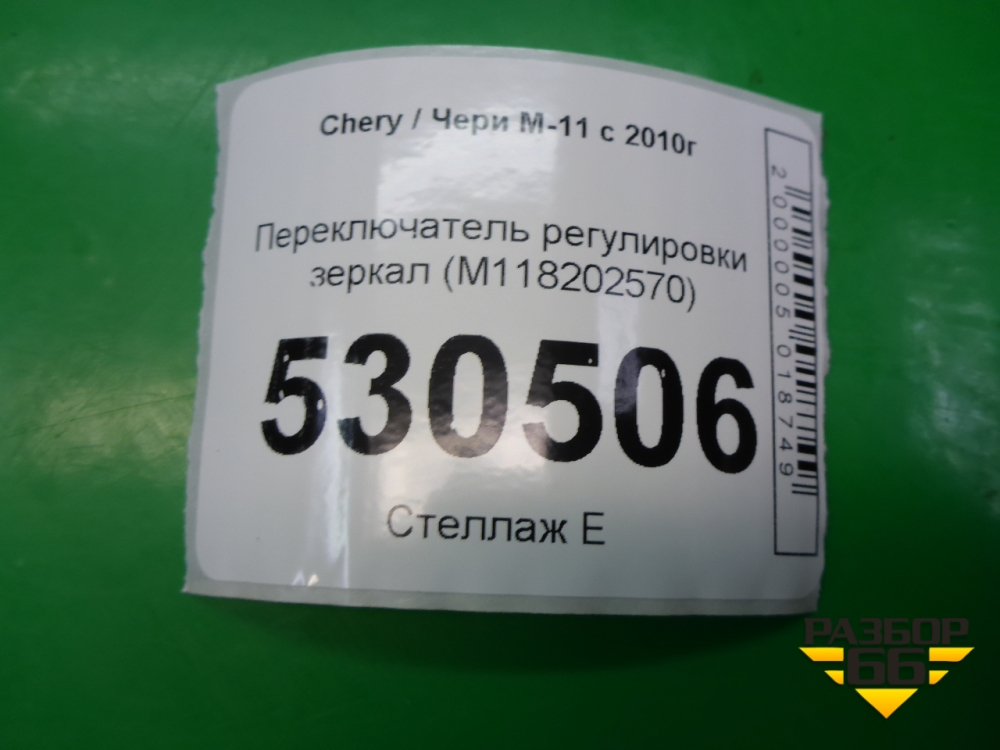 Chery / Чери М-11 с 2010г
Переключатель регулировки
зеркал (M118202570)
530506
Стеллаж Е
2000005018749
РАЗБОР
66